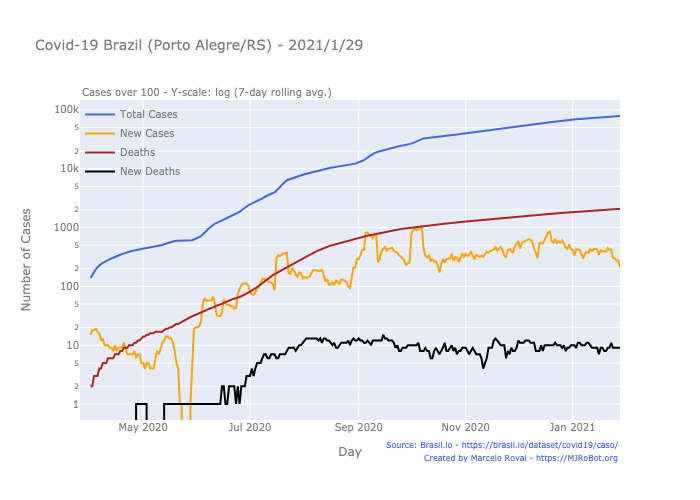 Covid-19 Brazil (Porto Alegre/RS) - 2021/1/29
Cases over 100 - Y-scale: log (7-day rolling avg.)
Total Cases
New Cases
Deaths
New Deaths
100k
5
2
10k
5
2
1000
5
2
100
5
2
10
5
2
1
Number of Cases
May 2020
Jul 2020
Sep 2020
Nov 2020
Jan 2021
Day
Source: Brasil.io - https://brasil.io/dataset/covid19/caso/
Created by Marcelo Rovai - https://MJRoBot.org